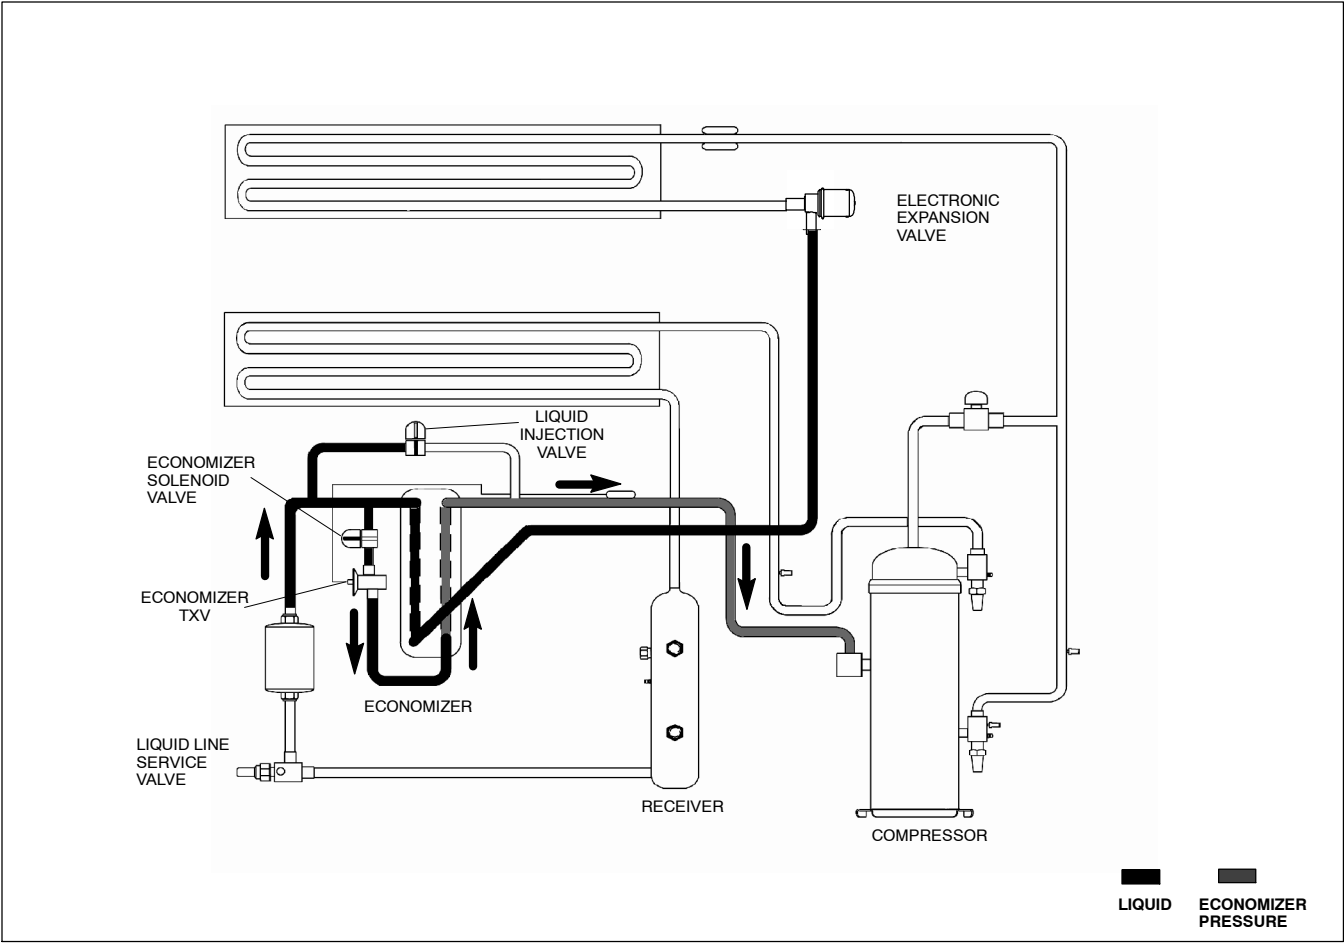 ELECTRONIC
EXPANSION
VALVE
LIQUID
INJECTION
VALVE
ECONOMIZER
SOLENOID
VALVE
ECONOMIZER
TXV
ECONOMIZER
LIQUID LINE
SERVICE
VALVE
RECEIVER
COMPRESSOR
LIQUID
ECONOMIZER
PRESSURE